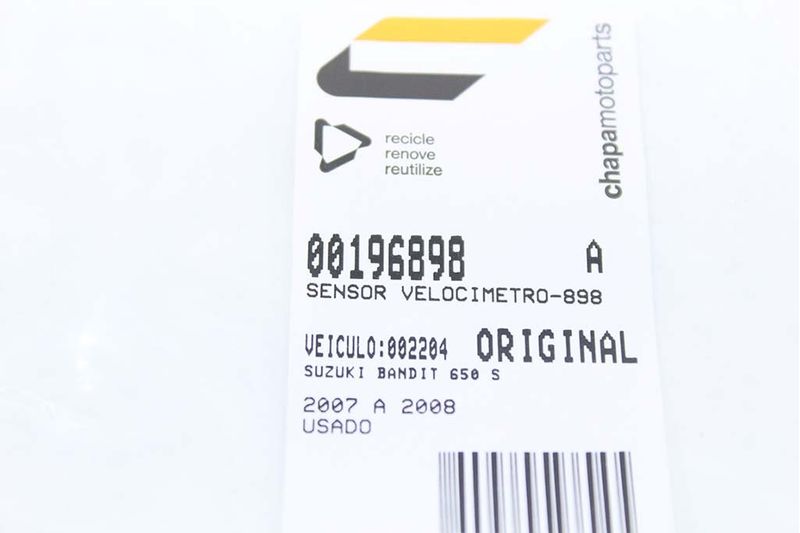 chapamotoparts
recicle
renove
reutilize
00196898 A
SENSOR VELOCIMETRO-898
VEICULO:002204 ORIGINAL
SUZUKI BANDIT 650 S
2007 A 2008
USADO